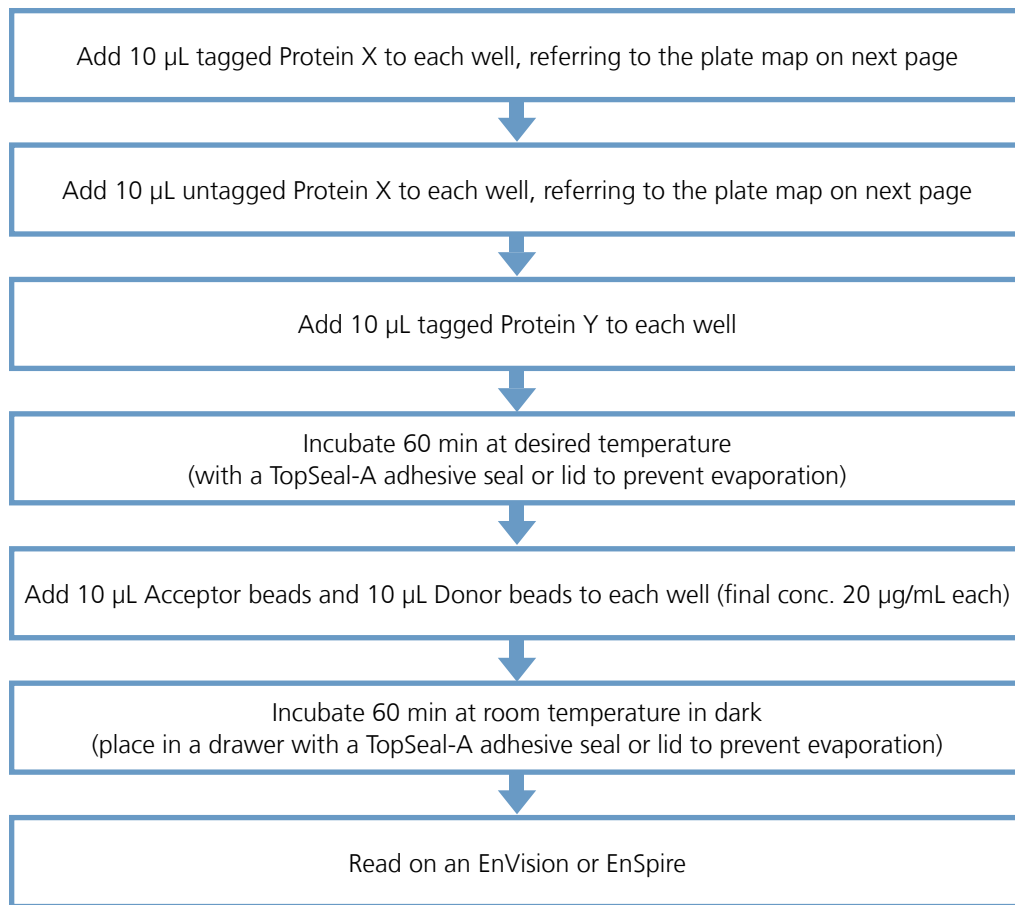 Add 10 µL tagged Protein X to each well, referring to the plate map on next page
Add 10 µL untagged Protein X to each well, referring to the plate map on next page
Add 10 µL tagged Protein Y to each well
Incubate 60 min at desired temperature
(with a TopSeal-A adhesive seal or lid to prevent evaporation)
Add 10 µL Acceptor beads and 10 µL Donor beads to each well (final conc. 20 µg/mL each)
Incubate 60 min at room temperature in dark
(place in a drawer with a TopSeal-A adhesive seal or lid to prevent evaporation)
Read on an EnVision or EnSpire